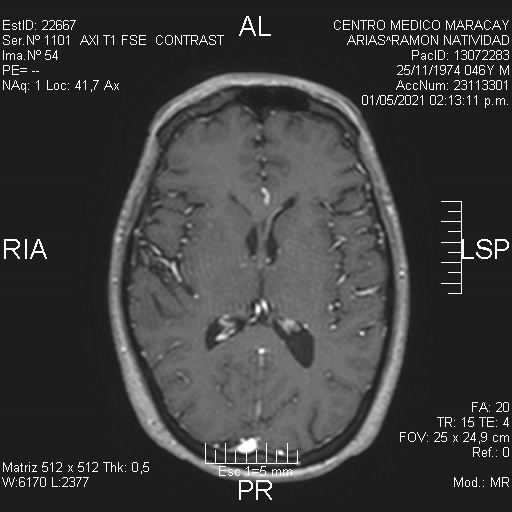 EstID: 22667
Ser.Nº 1101 AXI T1 FSE CONTRAST
Ima.Nº 54
PE= --
NAq: 1 Loc: 41,7 Ax
AL
CENTRO MEDICO MARACAY
ARIAS^RAMON NATIVIDAD
PacID: 13072283
25/11/1974 046Y M
AccNum: 23113301
01/05/2021 02:13:11 p.m.
RIA
LSP
FA: 20
TR: 15 TE: 4
FOV: 25 x 24,9 cm
Ref.: 0
Matriz 512 x 512 Thk: 0,5
W:6170 L:2377
Esc 1=5 mm
PR
Mod.: MR